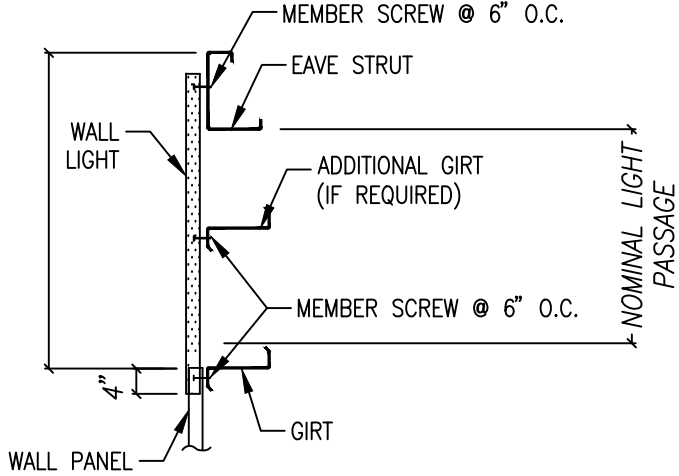 MEMBER SCREW @ 6" O.C.
EAVE STRUT
WALL
LIGHT
ADDITIONAL GIRT
(IF REQUIRED)
NOMINAL LIGHT
PASSAGE
MEMBER SCREW @ 6" O.C.
4"
GIRT
WALL PANEL